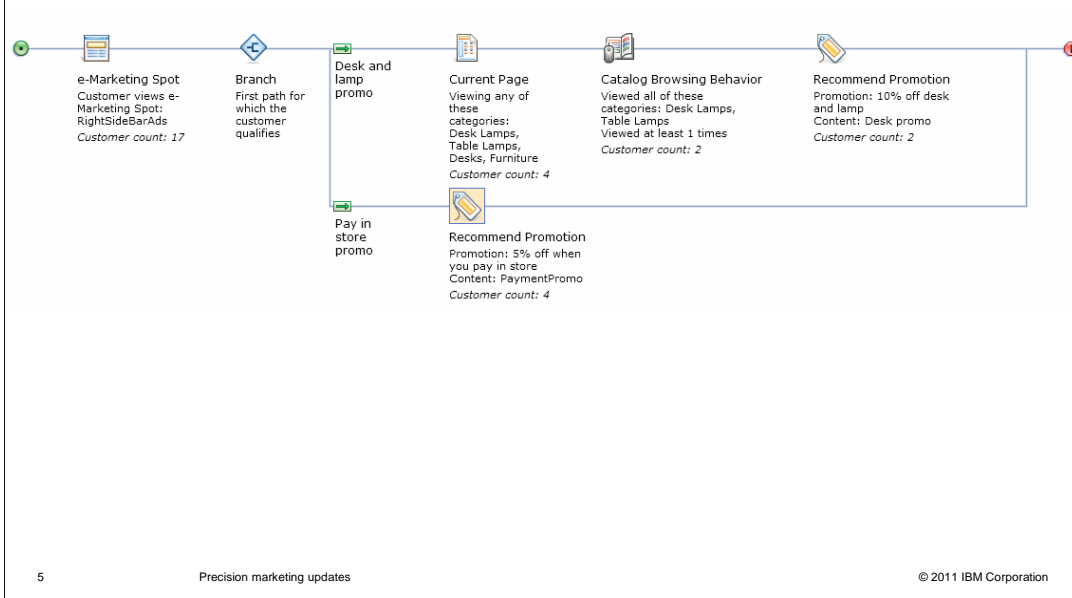 e-Marketing Spot
Customer views e-
Marketing Spot:
RightSideBarAds
Customer count: 17
Branch
First path for
which the
customer
qualifies
Desk and
lamp
promo
Current Page
Viewing any of
these
categories:
Desk Lamps,
Table Lamps,
Desks, Furniture
Customer count: 4
Catalog Browsing Behavior
Viewed all of these
categories: Desk Lamps,
Table Lamps
Viewed at least 1 times
Customer count: 2
Recommend Promotion
Promotion: 10% off desk
and lamp
Content: Desk promo
Customer count: 2
Pay in
store
promo
Recommend Promotion
Promotion: 5% off when
you pay in store
Content: PaymentPromo
Customer count: 4
5
Precision marketing updates
© 2011 IBM Corporation